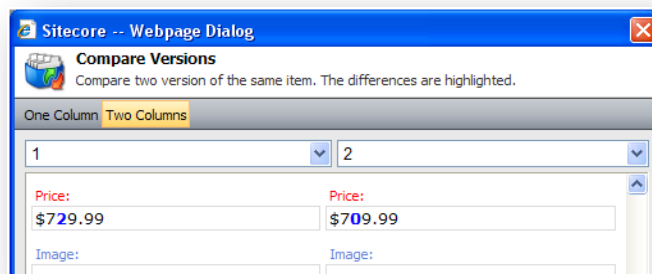 Sitecore -- Webpage Dialog
Compare Versions
Compare two version of the same item. The differences are highlighted.
One Column Two Columns
1 2
Price: Price:
$729.99 $709.99
Image: Image: